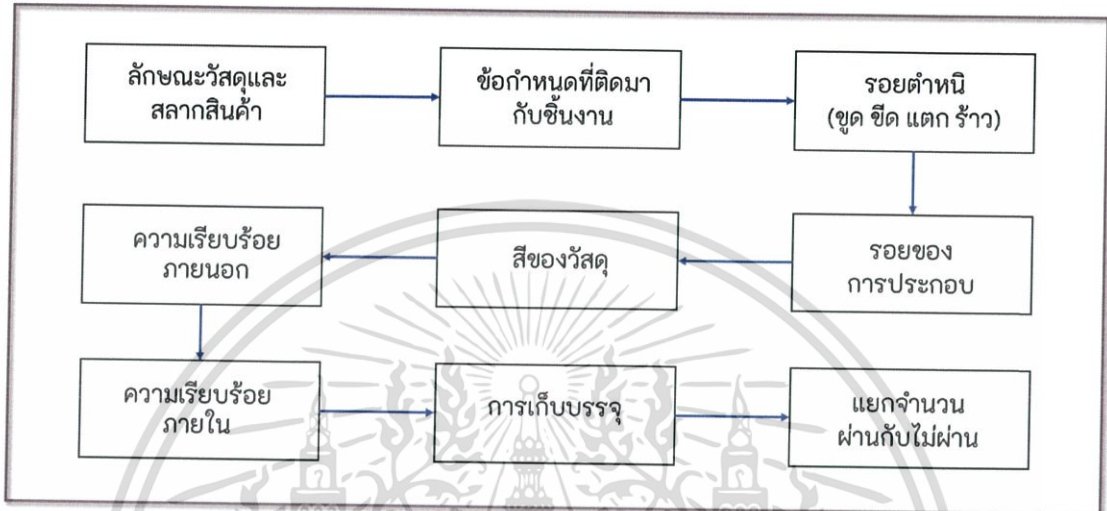 ลักษณะวัสดุและ
สลากสินค้า
ข้อกำหนดที่ติดมา
กับชิ้นงาน
รอยตำหนิ
(ขูด ขีด แตก ร้าว)
รอยของ
การประกอบ
สีของวัสดุ
ความเรียบร้อย
ภายนอก
ความเรียบร้อย
ภายใน
การเก็บบรรจุ
แยกจำนวน
ผ่านกับไม่ผ่าน